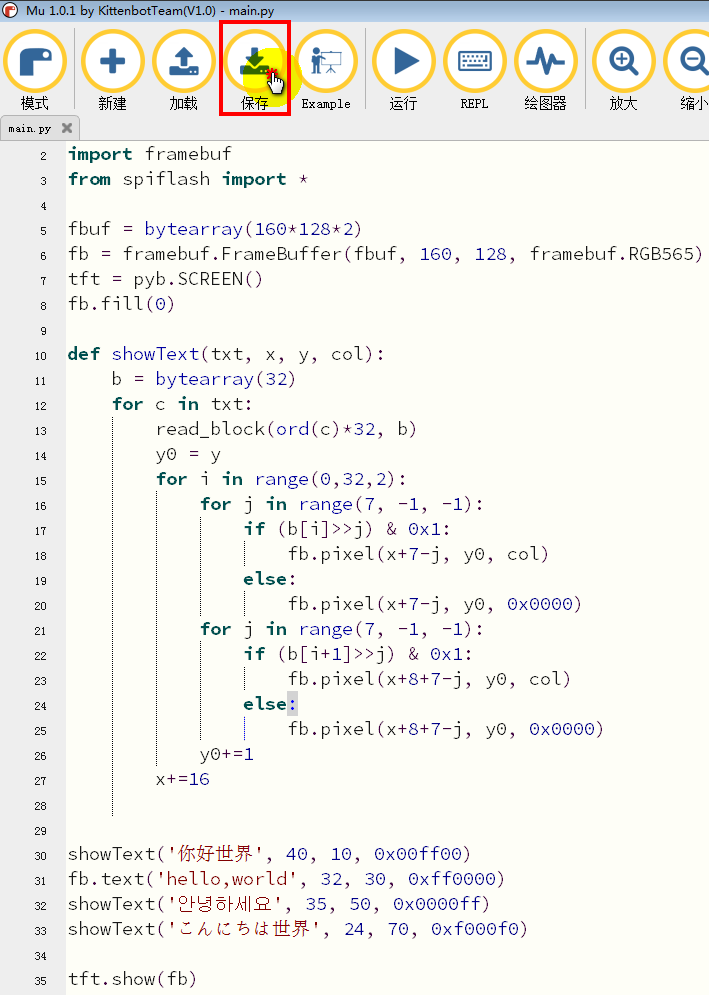 Mu 1.0.1 by KittenbotTeam(V1.0) - main.py
模式 新建 加载 保存 Example 运行 REPL 绘图器 放大 缩小
main.py
2 import framebuf
3 from spiflash import *
4
5 fbuf = bytearray(160*128*2)
6 fb = framebuf.FrameBuffer(fbuf, 160, 128, framebuf.RGB565)
7 tft = pyb.SCREEN()
8 fb.fill(0)
9
10 def showText(txt, x, y, col):
11     b = bytearray(32)
12     for c in txt:
13         read_block(ord(c)*32, b)
14         y0 = y
15         for i in range(0,32,2):
16             for j in range(7, -1, -1):
17                 if (b[i]>>j) & 0x1:
18                     fb.pixel(x+7-j, y0, col)
19                 else:
20                     fb.pixel(x+7-j, y0, 0x0000)
21             for j in range(7, -1, -1):
22                 if (b[i+1]>>j) & 0x1:
23                     fb.pixel(x+8+7-j, y0, col)
24                 else:
25                     fb.pixel(x+8+7-j, y0, 0x0000)
26             y0+=1
27         x+=16
28
29
30 showText('你好世界', 40, 10, 0x00ff00)
31 fb.text('hello,world', 32, 30, 0xff0000)
32 showText('안녕하세요', 35, 50, 0x0000ff)
33 showText('こんにちは世界', 24, 70, 0xf000f0)
34
35 tft.show(fb)